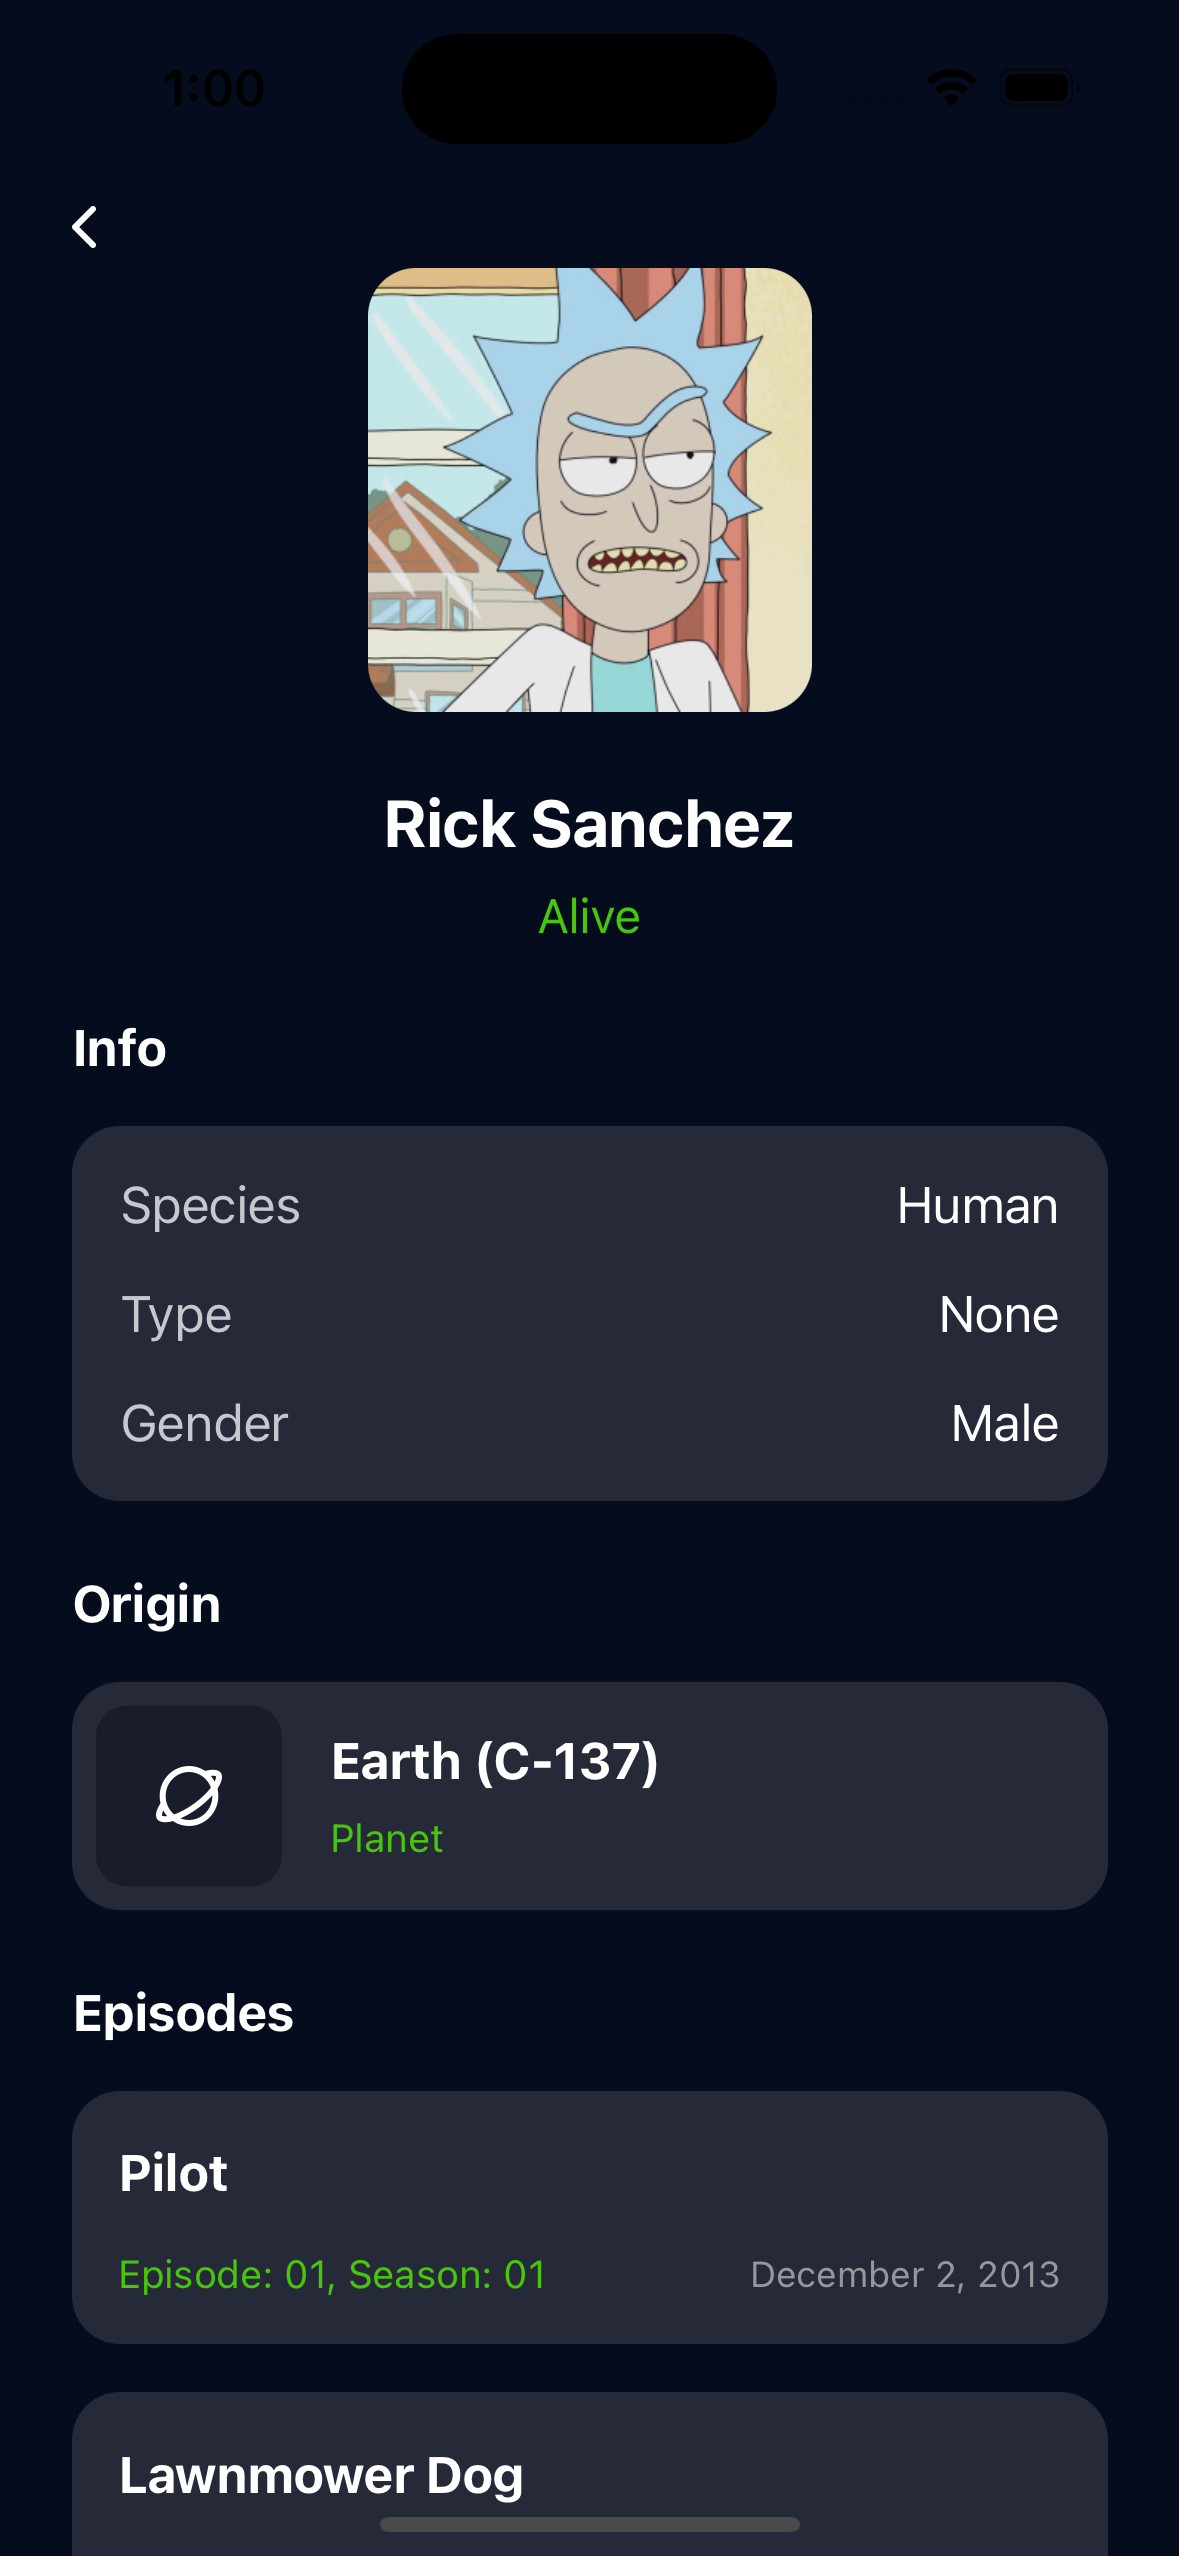 1:00
Rick Sanchez
Alive
Info
Species Human
Type None
Gender Male
Origin
Earth (C-137)
Planet
Episodes
Pilot
Episode: 01, Season: 01 December 2, 2013
Lawnmower Dog